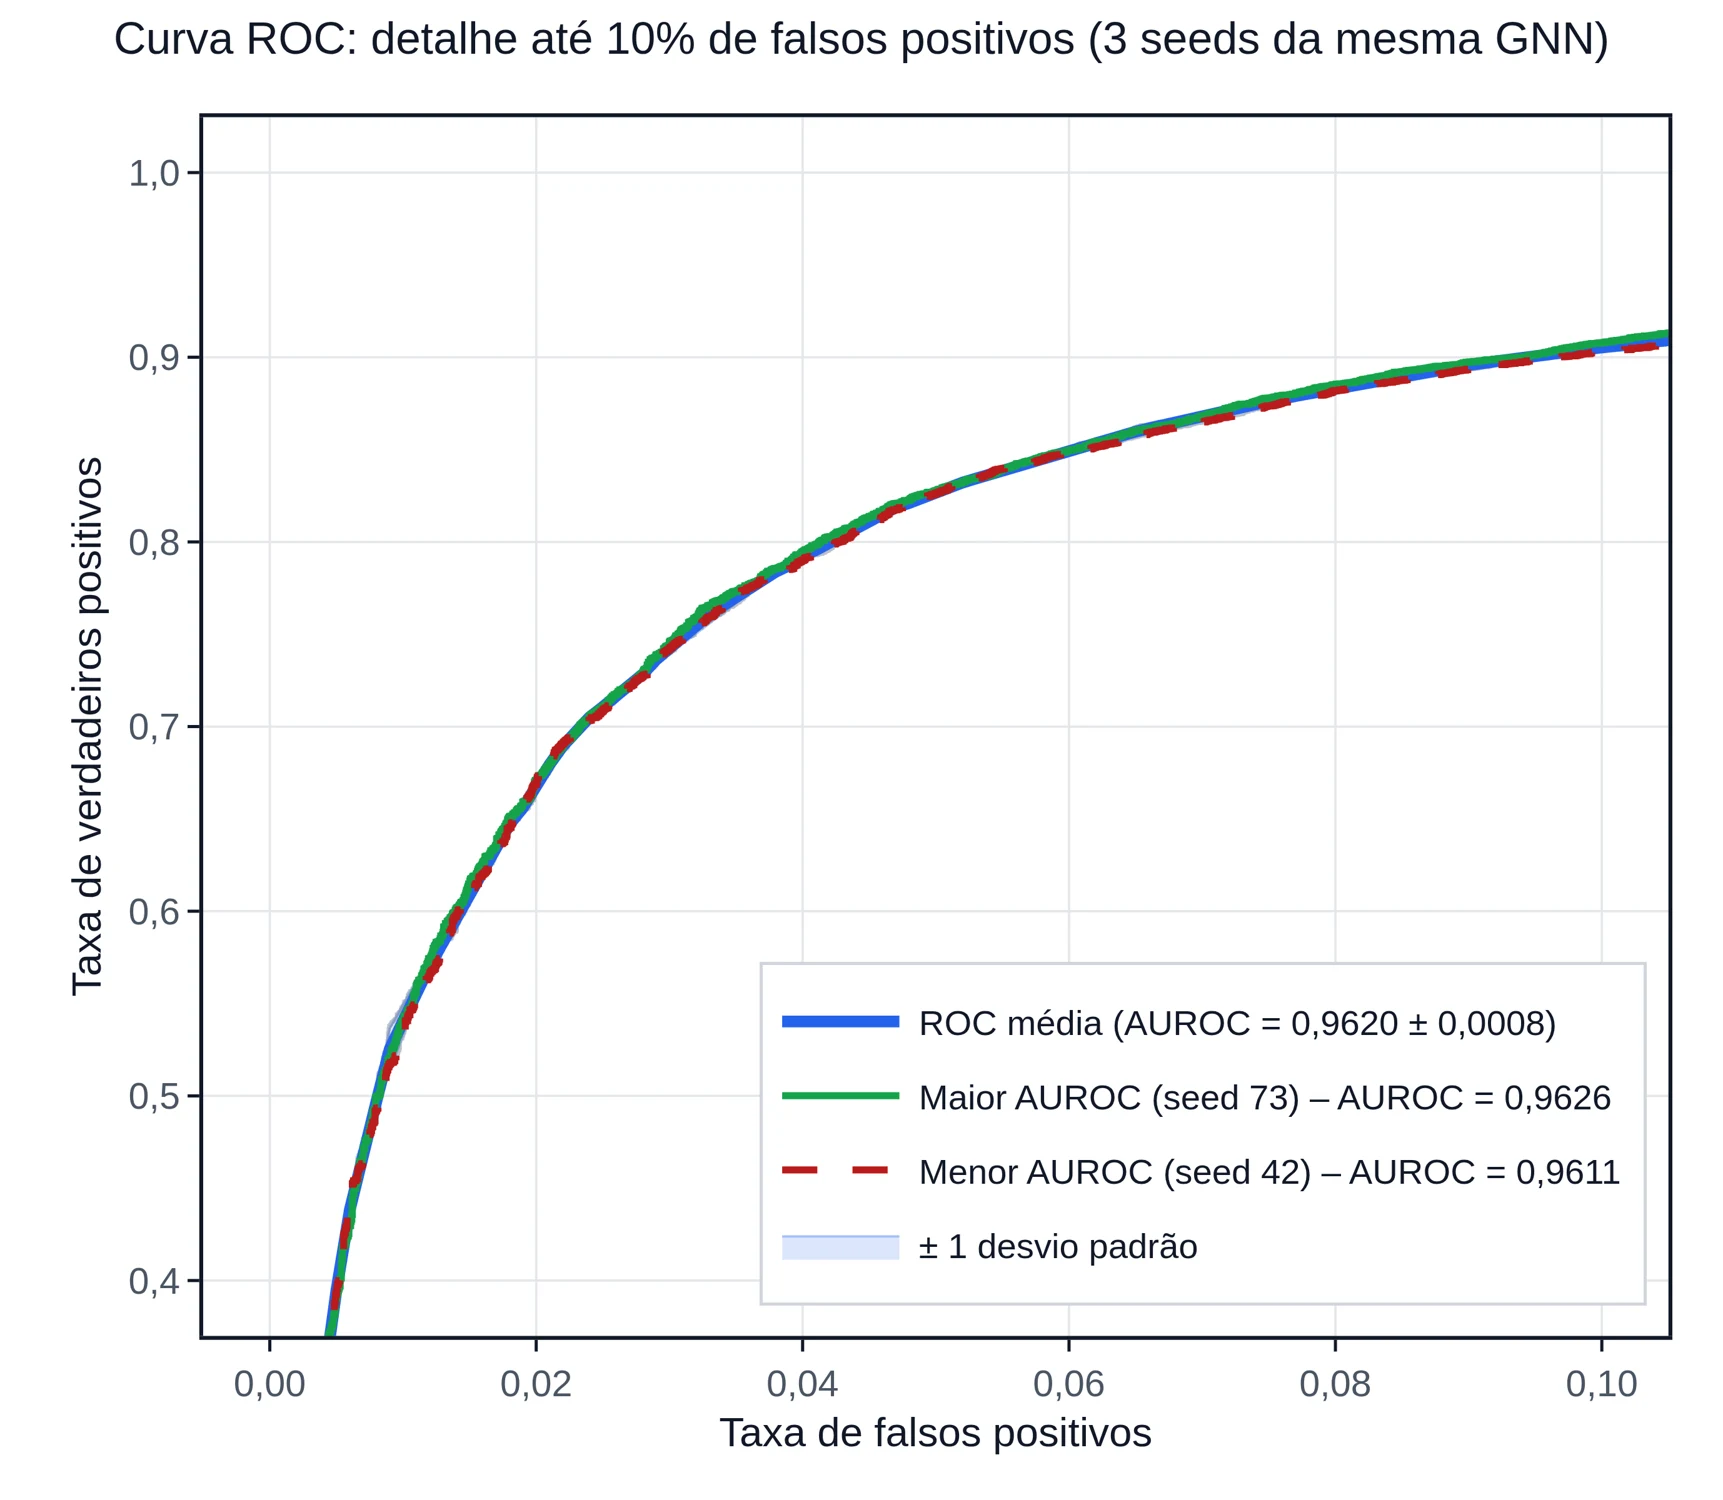 Curva ROC: detalhe até 10% de falsos positivos (3 seeds da mesma GNN)
Taxa de verdadeiros positivos
1,0
0,9
0,8
0,7
0,6
0,5
0,4
ROC média (AUROC = 0,9620 ± 0,0008)
Maior AUROC (seed 73) – AUROC = 0,9626
Menor AUROC (seed 42) – AUROC = 0,9611
± 1 desvio padrão
0,00
0,02
0,04
0,06
0,08
0,10
Taxa de falsos positivos